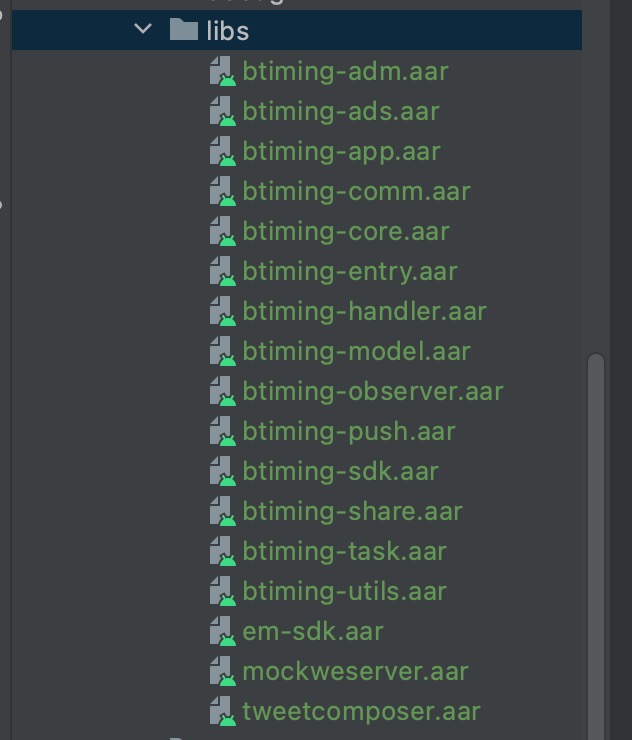 libs
btiming-adm.aar
btiming-ads.aar
btiming-app.aar
btiming-comm.aar
btiming-core.aar
btiming-entry.aar
btiming-handler.aar
btiming-model.aar
btiming-observer.aar
btiming-push.aar
btiming-sdk.aar
btiming-share.aar
btiming-task.aar
btiming-utils.aar
em-sdk.aar
mockweserver.aar
tweetcomposer.aar